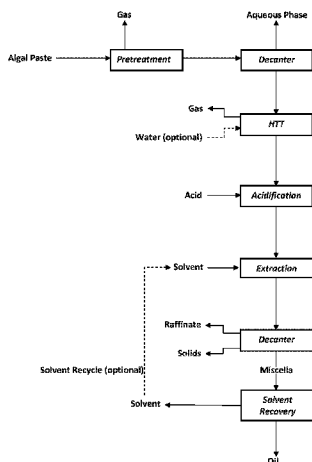 Gas
Aqueous Phase
Algal Paste
Pretreatment
Decanter
Gas
HTT
Water (optional)
Acid
Acidification
Solvent
Extraction
Raffinate
Decanter
Solids
Solvent Recycle (optional)
Miscella
Solvent
Solvent
Recovery
Oil